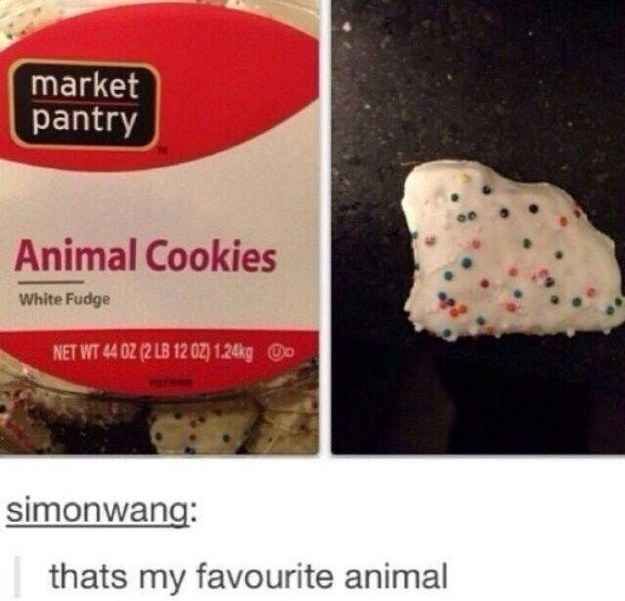 market
pantry
Animal Cookies
White Fudge
NET WT 44 OZ (2 LB 12 OZ) 1.24kg
simonwang:
thats my favourite animal